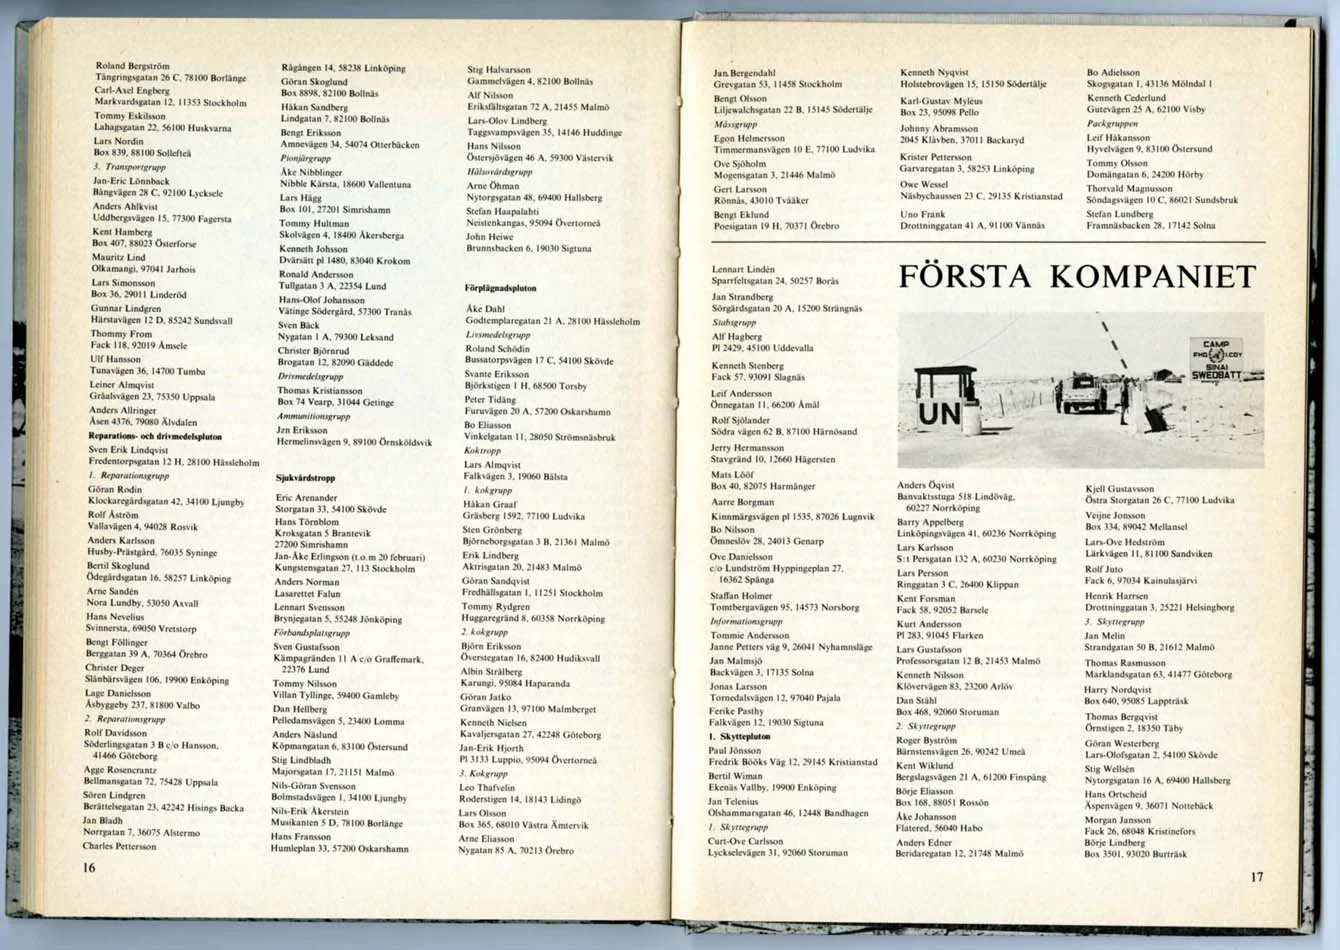 Roland Bergström
Tångringsgatan 26 C, 78100 Borlänge
Carl-Axel Engberg
Markvardsgatan 12, 11353 Stockholm
Tommy Eskilsson
Lahagsgatan 22, 56100 Huskvarna
Lars Nordin
Box 839, 88100 Sollefteå
3. Transportgrupp
Jan-Eric Lönnback
Bångvägen 28 C, 92100 Lycksele
Anders Ahlkvist
Uddbergsvägen 15, 77300 Fagersta
Kent Hamberg
Box 407, 88023 Österforse
Mauritz Lind
Olkamangi, 97041 Jarhois
Lars Simonsson
Box 36, 29011 Linderöd
Gunnar Lindgren
Härstavägen 12 D, 85242 Sundsvall
Thommy From
Fack 118, 92019 Åmsele
Ulf Hansson
Tunavägen 36, 14700 Tumba
Leiner Almqvist
Gråalsvägen 23, 75350 Uppsala
Anders Allringer
Åsen 4376, 79080 Älvdalen
Reparations- och drivmedelspluton
Sven Erik Lindqvist
Fredentorpsgatan 12 H, 28100 Hässleholm
1. Reparationsgrupp
Göran Rodin
Klockaregårdsgatan 42, 34100 Ljungby
Rolf Åström
Vallavägen 4, 94028 Rosvik
Anders Karlsson
Husby-Prästgård, 76035 Syninge
Bertil Skoglund
Ödegårdsgatan 16, 58257 Linköping
Arne Sandén
Nora Lundby, 53050 Axvall
Hans Nevelius
Svinnersta, 69050 Vretstorp
Bengt Föllinger
Berggatan 39 A, 70364 Örebro
Christer Deger
Slånbärsvägen 106, 19900 Enköping
Lage Danielsson
Åsbyggeby 237, 81800 Valbo
2. Reparationsgrupp
Rolf Davidsson
Söderlingsgatan 3 B c/o Hansson,
41466 Göteborg
Agge Rosencrantz
Bellmansgatan 72, 75428 Uppsala
Sören Lindgren
Berättelsegatan 23, 42242 Hisings Backa
Jan Bladh
Norrgatan 7, 36075 Alstermo
Charles Pettersson
16
Rågången 14, 58238 Linköping
Göran Skoglund
Box 8898, 82100 Bollnäs
Håkan Sandberg
Lindgatan 7, 82100 Bollnäs
Bengt Eriksson
Amnevägen 34, 54074 Otterbäcken
Pionjärgrupp
Åke Nibblinger
Nibble Kårsta, 18600 Vallentuna
Lars Hägg
Box 101, 27201 Simrishamn
Tommy Hultman
Skolvägen 4, 18400 Åkersberga
Kenneth Johsson
Dvärsätt pl 1480, 83040 Krokom
Ronald Andersson
Tullgatan 3 A, 22354 Lund
Hans-Olof Johansson
Vätinge Södergård, 57300 Tranås
Sven Bäck
Nygatan 1 A, 79300 Leksand
Christer Björnrud
Brogatan 12, 82090 Gäddede
Drivmedelsgrupp
Thomas Kristiansson
Box 74 Vearp, 31044 Getinge
Ammunitionsgrupp
Jzn Eriksson
Hermelinsvägen 9, 89100 Örnsköldsvik
Sjukvårdstropp
Eric Arenander
Storgatan 33, 54100 Skövde
Hans Törnblom
Kroksgatan 5 Brantevik
27200 Simrishamn
Jan-Åke Erlingson (t.o.m 20 februari)
Kungstensgatan 27, 113 Stockholm
Anders Norman
Lasarettet Falun
Lennart Svensson
Brynjegatan 5, 55248 Jönköping
Förbandsplatsgrupp
Sven Gustafsson
Kämpagränden 11 A c/o Graffemark,
22376 Lund
Tommy Nilsson
Villan Tyllinge, 59400 Gamleby
Dan Hellberg
Pelledamsvägen 5, 23400 Lomma
Anders Näslund
Köpmangatan 6, 83100 Östersund
Stig Lindbladh
Majorsgatan 17, 21151 Malmö
Nils-Göran Svensson
Bolmstadsvägen 1, 34100 Ljungby
Nils-Erik Åkerstein
Musikanten 5 D, 78100 Borlänge
Hans Fransson
Humleplan 33, 57200 Oskarshamn
Stig Halvarsson
Gammelvägen 4, 82100 Bollnäs
Alf Nilsson
Eriksfältsgatan 72 A, 21455 Malmö
Lars-Olov Lindberg
Taggsvampsvägen 35, 14146 Huddinge
Hans Nilsson
Östersjövägen 46 A, 59300 Västervik
Hälsovårdsgrupp
Arne Öhman
Nytorgsgatan 48, 69400 Hallsberg
Stefan Haapalahti
Neistenkangas, 95094 Övertorneå
John Heiwe
Brunnsbacken 6, 19030 Sigtuna
Förplägnadspluton
Åke Dahl
Godtemplaregatan 21 A, 28100 Hässleholm
Livsmedelsgrupp
Roland Schödin
Bussatorpsvägen 17 C, 54100 Skövde
Svante Eriksson
Björkstigen 1 H, 68500 Torsby
Peter Tidäng
Furuvägen 20 A, 57200 Oskarshamn
Bo Eliasson
Vinkelgatan 11, 28050 Strömsnäsbruk
Koktropp
Lars Almqvist
Falkvägen 3, 19060 Bålsta
1. kokgrupp
Håkan Graaf
Gräsberg 1592, 77100 Ludvika
Sten Grönberg
Björneborgsgatan 3 B, 21361 Malmö
Erik Lindberg
Aktrisgatan 20, 21483 Malmö
Göran Sandqvist
Fredhällsgatan 1, 11251 Stockholm
Tommy Rydgren
Huggaregränd 8, 60358 Norrköping
2. kokgrupp
Björn Eriksson
Överstegatan 16, 82400 Hudiksvall
Albin Strålberg
Karungi, 95084 Haparanda
Göran Jatko
Granvägen 13, 97100 Malmberget
Kenneth Nielsen
Kavaljersgatan 27, 42248 Göteborg
Jan-Erik Hjorth
Pl 3133 Luppio, 95094 Övertorneå
3. Kokgrupp
Leo Thafvelin
Roderstigen 14, 18143 Lidingö
Lars Olsson
Box 365, 68010 Västra Ämtervik
Arne Eliasson
Nygatan 85 A, 70213 Örebro
Jan Bergendahl
Greygatan 53, 11458 Stockholm
Bengt Olsson
Liljewalchsgatan 22 B, 15145 Södertälje
Mässgrupp
Egon Helmersson
Timmermansvägen 10 E, 77100 Ludvika
Ove Sjöholm
Mogensgatan 3, 21446 Malmö
Gert Larsson
Rönnås, 43010 Tvååker
Bengt Eklund
Poesigatan 19 H, 70371 Örebro
Kenneth Nyqvist
Holstebrovägen 15, 15150 Södertälje
Karl-Gustav Myléus
Box 23, 95098 Pello
Johnny Abramsson
2045 Klåvben, 37011 Backaryd
Krister Pettersson
Garvaregatan 3, 58253 Linköping
Owe Wessel
Näsbychaussen 23 C, 29135 Kristianstad
Uno Frank
Drottninggatan 41 A, 91100 Vännäs
Bo Adielsson
Skogsgatan 1, 43136 Mölndal 1
Kenneth Cederlund
Gutevägen 25 A, 62100 Visby
Packgruppen
Leif Håkansson
Hyvelvägen 9, 83100 Östersund
Tommy Olsson
Domängatan 6, 24200 Hörby
Thorvald Magnusson
Söndagsvägen 10 C, 86021 Sundsbruk
Stefan Lundberg
Framnäsbacken 28, 17142 Solna
FÖRSTA KOMPANIET
CAMP
FHQ. COY
SINAI
SWEDBATT
UN
Lennart Lindén
Sparrfeltsgatan 24, 50257 Borås
Jan Strandberg
Sörgärdsgatan 20 A, 15200 Strängnäs
Stabsgrupp
Alf Hagberg
Pl 2429, 45100 Uddevalla
Kenneth Stenberg
Fack 57, 93091 Slagnäs
Leif Andersson
Önnegatan 11, 66200 Åmål
Rolf Sjölander
Södra vägen 62 B, 87100 Härnösand
Jerry Hermansson
Stavgränd 10, 12660 Hägersten
Mats Lööf
Box 40, 82075 Harmånger
Aarre Borgman
Kinnmärgsvägen pl 1535, 87026 Lugnvik
Bo Nilsson
Ömneslöv 28, 24013 Genarp
Ove Danielsson
c/o Lundström Hyppingeplan 27,
16362 Spånga
Staffan Holmer
Tomtbergavägen 95, 14573 Norsborg
Informationsgrupp
Tommie Andersson
Janne Petters väg 9, 26041 Nyhamnsläge
Jan Malmsjö
Backvägen 3, 17135 Solna
Jonas Larsson
Tornedalsvägen 12, 97040 Pajala
Ferike Pasthy
Falkvägen 12, 19030 Sigtuna
1. Skyttepluton
Paul Jönsson
Fredrik Bööks Väg 12, 29145 Kristianstad
Bertil Wiman
Ekenäs Vallby, 19900 Enköping
Jan Telenius
Olshammarsgatan 46, 12448 Bandhagen
1. Skyttegrupp
Curt-Ove Carlsson
Lyckselevägen 31, 92060 Storuman
Anders Öqvist
Banvaktsstuga 518 Lindöväg,
60227 Norrköping
Barry Appelberg
Linköpingsvägen 41, 60236 Norrköping
Lars Karlsson
S:t Persgatan 132 A, 60230 Norrköping
Lars Persson
Ringgatan 3 C, 26400 Klippan
Kent Forsman
Fack 58, 92052 Barsele
Kurt Andersson
Pl 283, 91045 Flarken
Lars Gustafsson
Professorsgatan 12 B, 21453 Malmö
Kenneth Nilsson
Klövervägen 83, 23200 Arlöv
Dan Ståhl
Box 468, 92060 Storuman
2. Skyttegrupp
Roger Byström
Bärnstensvägen 26, 90242 Umeå
Kent Wiklund
Bergslagsvägen 21 A, 61200 Finspång
Börje Eliasson
Box 168, 88051 Rossön
Åke Johansson
Flatered, 56040 Habo
Anders Edner
Beridaregatan 12, 21748 Malmö
Kjell Gustavsson
Östra Storgatan 26 C, 77100 Ludvika
Veijne Jonsson
Box 334, 89042 Mellansel
Lars-Ove Hedström
Lärkvägen 11, 81100 Sandviken
Rolf Juto
Fack 6, 97034 Kainulasjärvi
Henrik Harrsen
Drottninggatan 3, 25221 Helsingborg
3. Skyttegrupp
Jan Melin
Strandgatan 50 B, 21612 Malmö
Thomas Rasmusson
Marklandsgatan 63, 41477 Göteborg
Harry Nordqvist
Box 640, 95085 Lappträsk
Thomas Bergqvist
Örnstigen 2, 18350 Täby
Göran Westerberg
Lars-Olofsgatan 2, 54100 Skövde
Stig Wellsén
Nytorgsgatan 16 A, 69400 Hallsberg
Hans Ortscheid
Äspenvägen 9, 36071 Nottebäck
Morgan Jansson
Fack 26, 68048 Kristinefors
Börje Lindberg
Box 3501, 93020 Burträsk
17